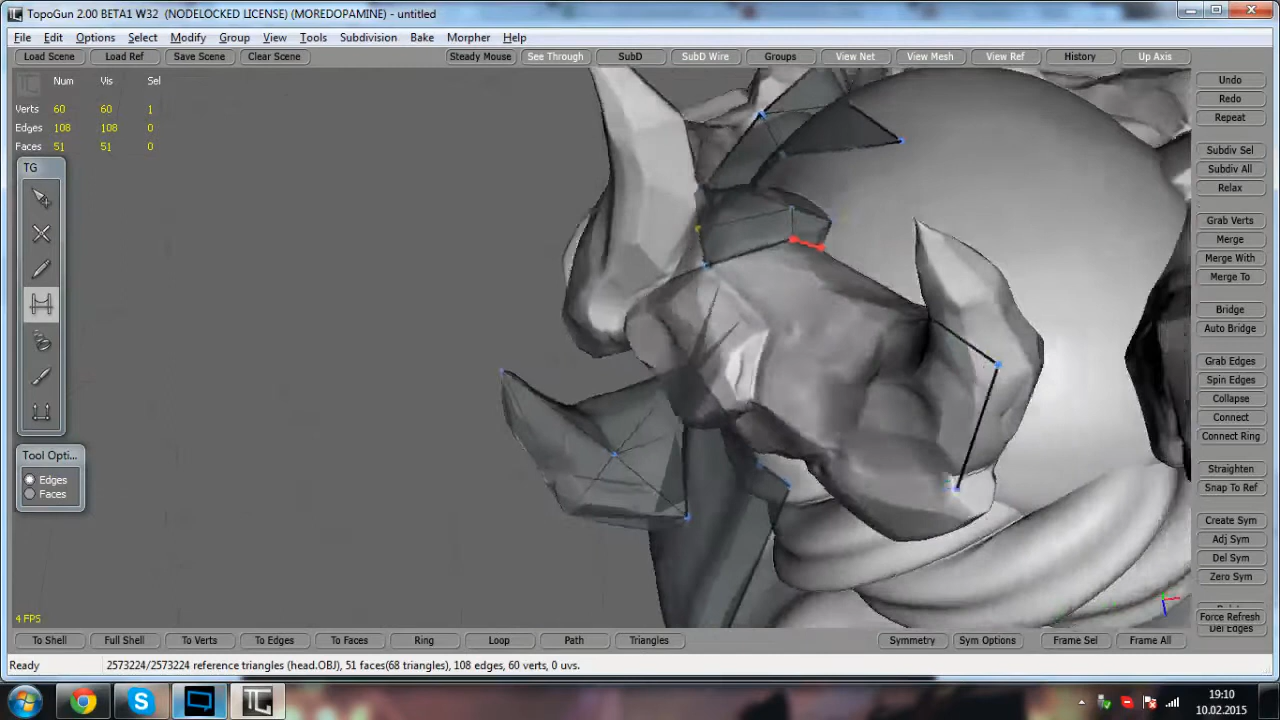 TopoGun 2.00 BETA1 W32 (NODELOCKED LICENSE) (MOREDOPAMINE) - untitled
File Edit Options Select Modify Group View Tools Subdivision Bake Morpher Help
Load Scene Load Ref Save Scene Clear Scene Steady Mouse See Through SubD SubD Wire Groups View Net View Mesh View Ref History Up Axis
Num Vis Sel
Verts 60 60 1
Edges 108 108 0
Faces 51 51 0
TG
Tool Opti...
Edges
Faces
Undo
Redo
Repeat
Subdiv Sel
Subdiv All
Relax
Grab Verts
Merge
Merge With
Merge To
Bridge
Auto Bridge
Grab Edges
Spin Edges
Collapse
Connect
Connect Ring
Straighten
Snap To Ref
Create Sym
Adj Sym
Del Sym
Zero Sym
Force Refresh
Del Edges
4 FPS
To Shell Full Shell To Verts To Edges To Faces Ring Loop Path Triangles Symmetry Sym Options Frame Sel Frame All
Ready 2573224/2573224 reference triangles (head.OBJ), 51 faces(68 triangles), 108 edges, 60 verts, 0 uvs.
19:10
10.02.2015